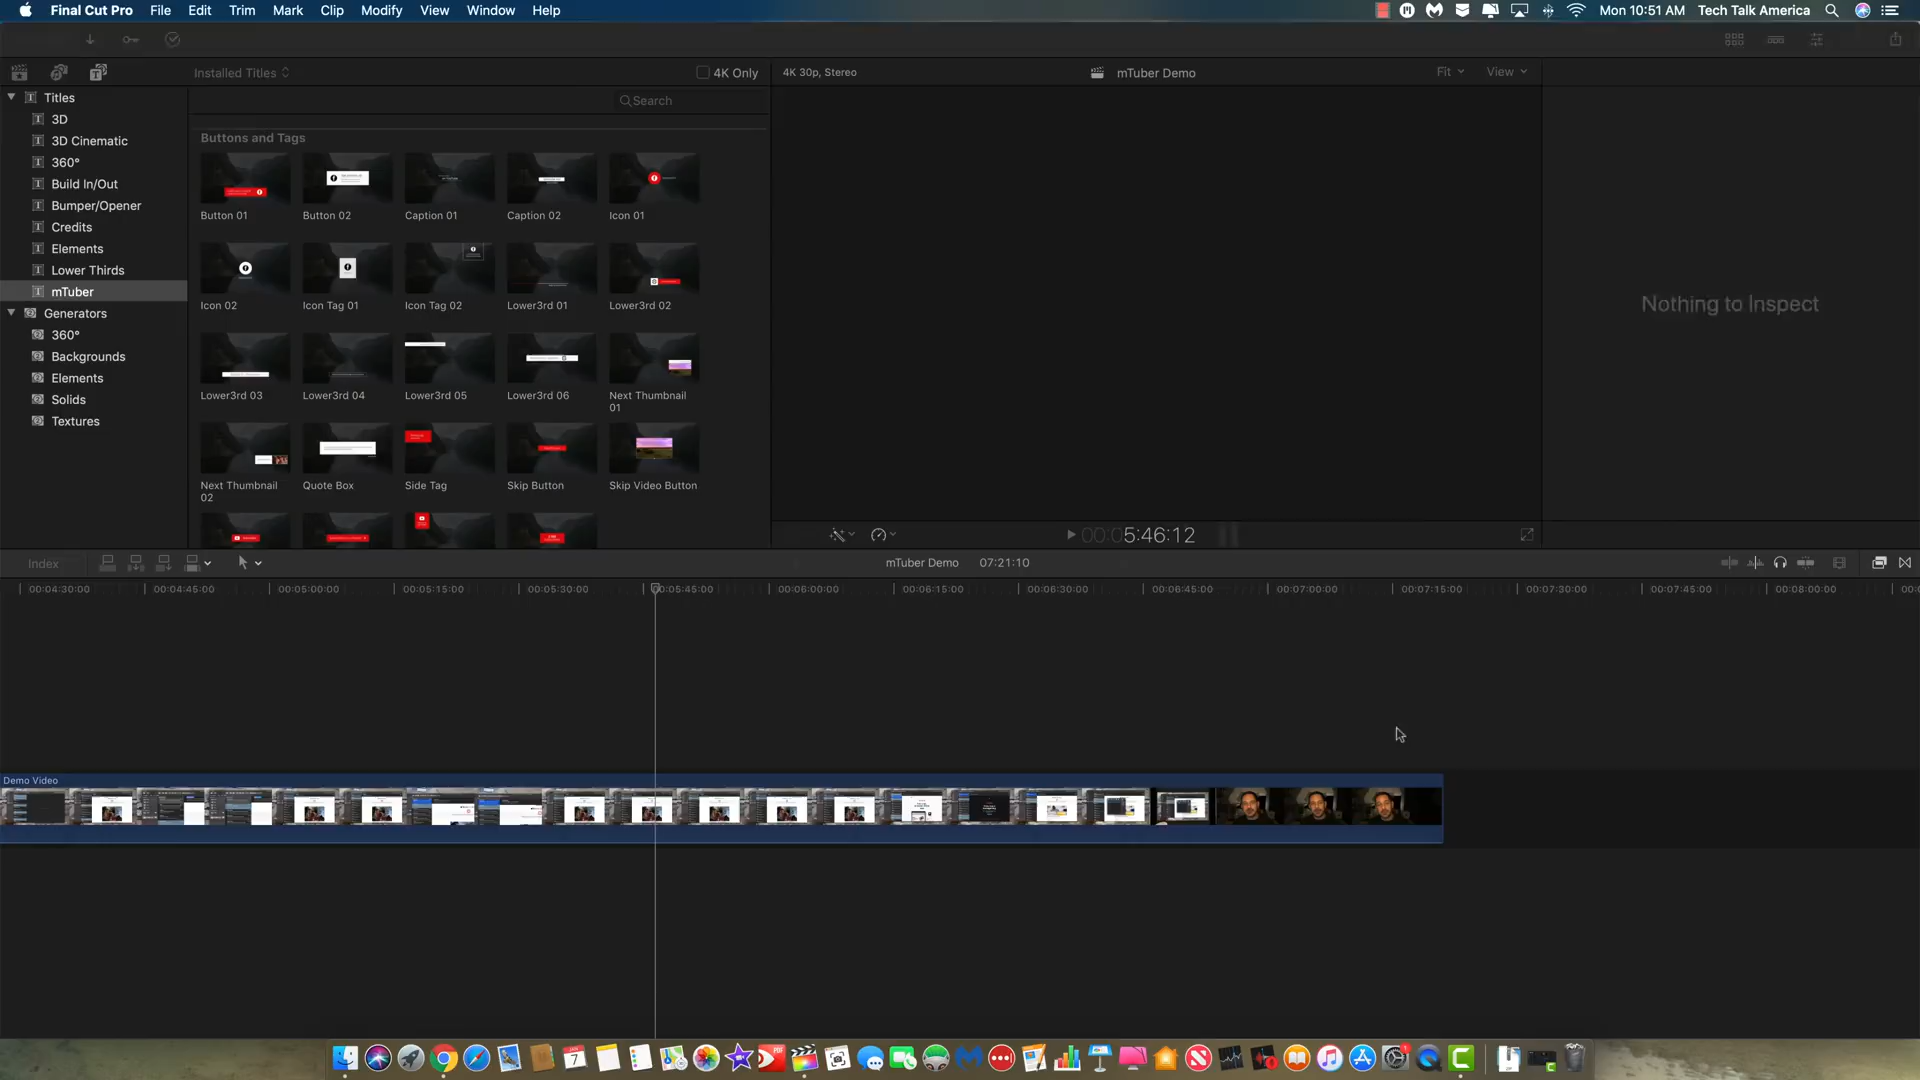 Final Cut Pro File Edit Trim Mark Clip Modify View Window Help
Mon 10:51 AM Tech Talk America
Installed Titles 4K Only
4K 30p, Stereo mTuber Demo Fit View
Titles
3D
3D Cinematic
360°
Build In/Out
Bumper/Opener
Credits
Elements
Lower Thirds
mTuber
Generators
360°
Backgrounds
Elements
Solids
Textures
Search
Buttons and Tags
Button 01 Button 02 Caption 01 Caption 02 Icon 01
Icon 02 Icon Tag 01 Icon Tag 02 Lower3rd 01 Lower3rd 02
Lower3rd 03 Lower3rd 04 Lower3rd 05 Lower3rd 06 Next Thumbnail
01
Next Thumbnail Quote Box Side Tag Skip Button Skip Video Button
02
Nothing to Inspect
00:05:46:12
Index mTuber Demo 07:21:10
00:04:30:00 00:04:45:00 00:05:00:00 00:05:15:00 00:05:30:00 00:05:45:00 00:06:00:00 00:06:15:00 00:06:30:00 00:06:45:00 00:07:00:00 00:07:15:00 00:07:30:00 00:07:45:00 00:08:00:00 00:0
Demo Video